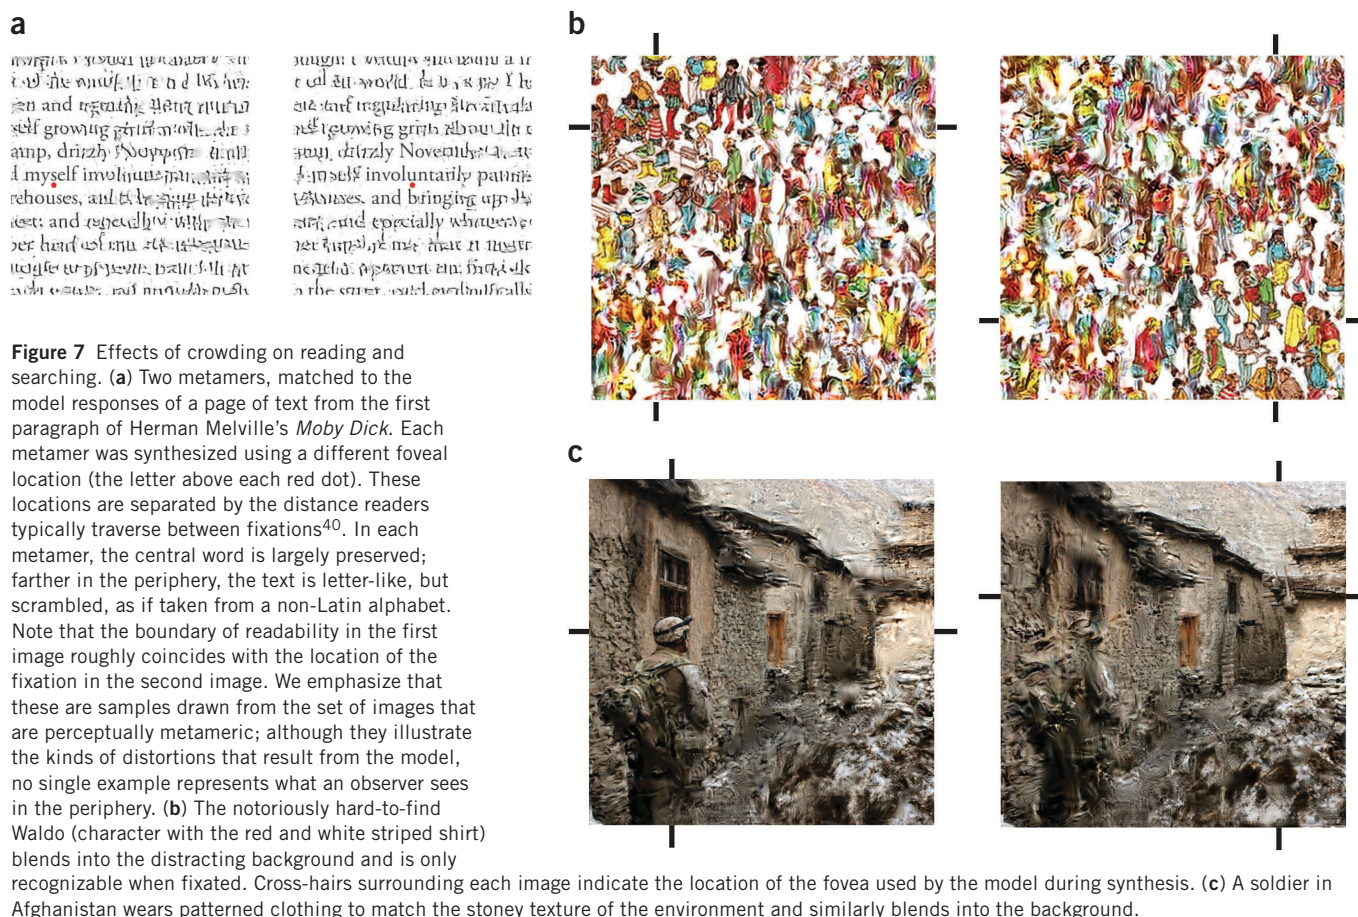 a
self growing
amp, drizzly
d myself
rehouses, and
and
drizzly November
myself involuntarily
and bringing up
and especially whatever
b
c
Figure 7 Effects of crowding on reading and
searching. (a) Two metamers, matched to the
model responses of a page of text from the first
paragraph of Herman Melville’s Moby Dick. Each
metamer was synthesized using a different foveal
location (the letter above each red dot). These
locations are separated by the distance readers
typically traverse between fixations40. In each
metamer, the central word is largely preserved;
farther in the periphery, the text is letter-like, but
scrambled, as if taken from a non-Latin alphabet.
Note that the boundary of readability in the first
image roughly coincides with the location of the
fixation in the second image. We emphasize that
these are samples drawn from the set of images that
are perceptually metameric; although they illustrate
the kinds of distortions that result from the model,
no single example represents what an observer sees
in the periphery. (b) The notoriously hard-to-find
Waldo (character with the red and white striped shirt)
blends into the distracting background and is only
recognizable when fixated. Cross-hairs surrounding each image indicate the location of the fovea used by the model during synthesis. (c) A soldier in
Afghanistan wears patterned clothing to match the stoney texture of the environment and similarly blends into the background.